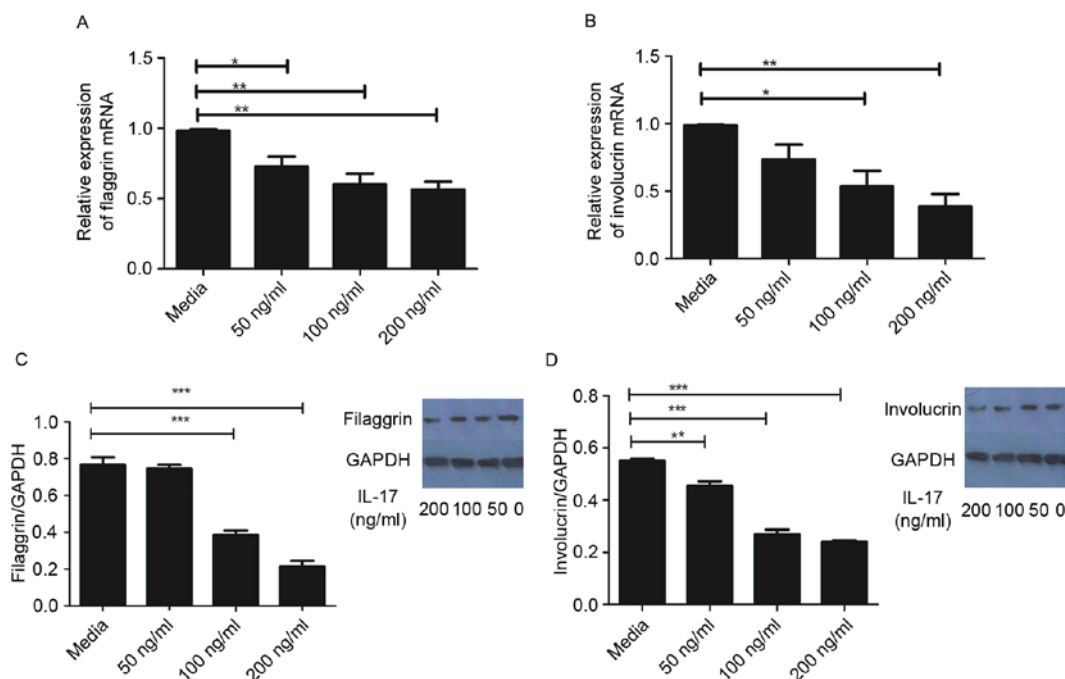 A
Relative expression
of flaggrin mRNA
1.5
1.0
0.5
0.0
*
**
**
Media
50 ng/ml
100 ng/ml
200 ng/ml
B
Relative expression
of involucrin mRNA
1.5
1.0
0.5
0.0
**
*
Media
50 ng/ml
100 ng/ml
200 ng/ml
C
Filaggrin/GAPDH
1.0
0.8
0.6
0.4
0.2
0.0
***
***
Media
50 ng/ml
100 ng/ml
200 ng/ml
Filaggrin
GAPDH
IL-17
(ng/ml)
200 100 50 0
D
Involucrin/GAPDH
0.8
0.6
0.4
0.2
0.0
***
***
**
Media
50 ng/ml
100 ng/ml
200 ng/ml
Involucrin
GAPDH
IL-17
(ng/ml)
200 100 50 0